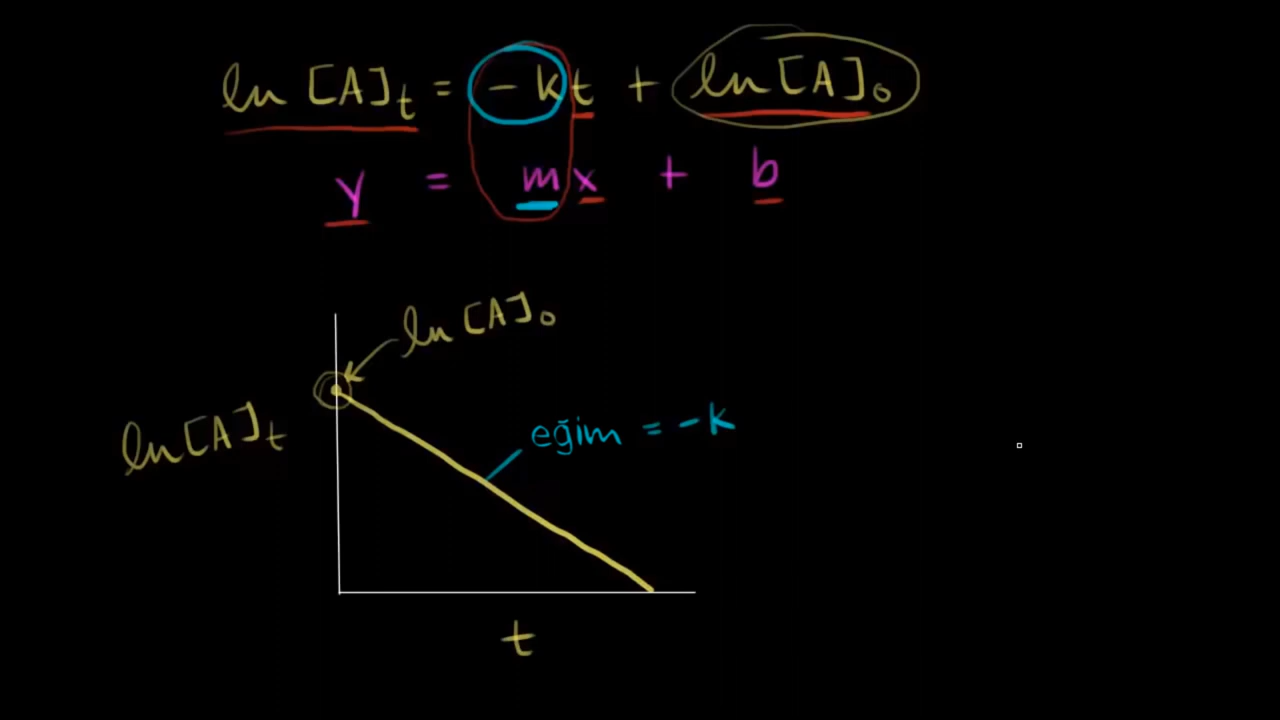 ln [A]t = -kt + ln [A]₀
y = mx + b
ln [A]₀
eğim = -k
ln [A]t
t